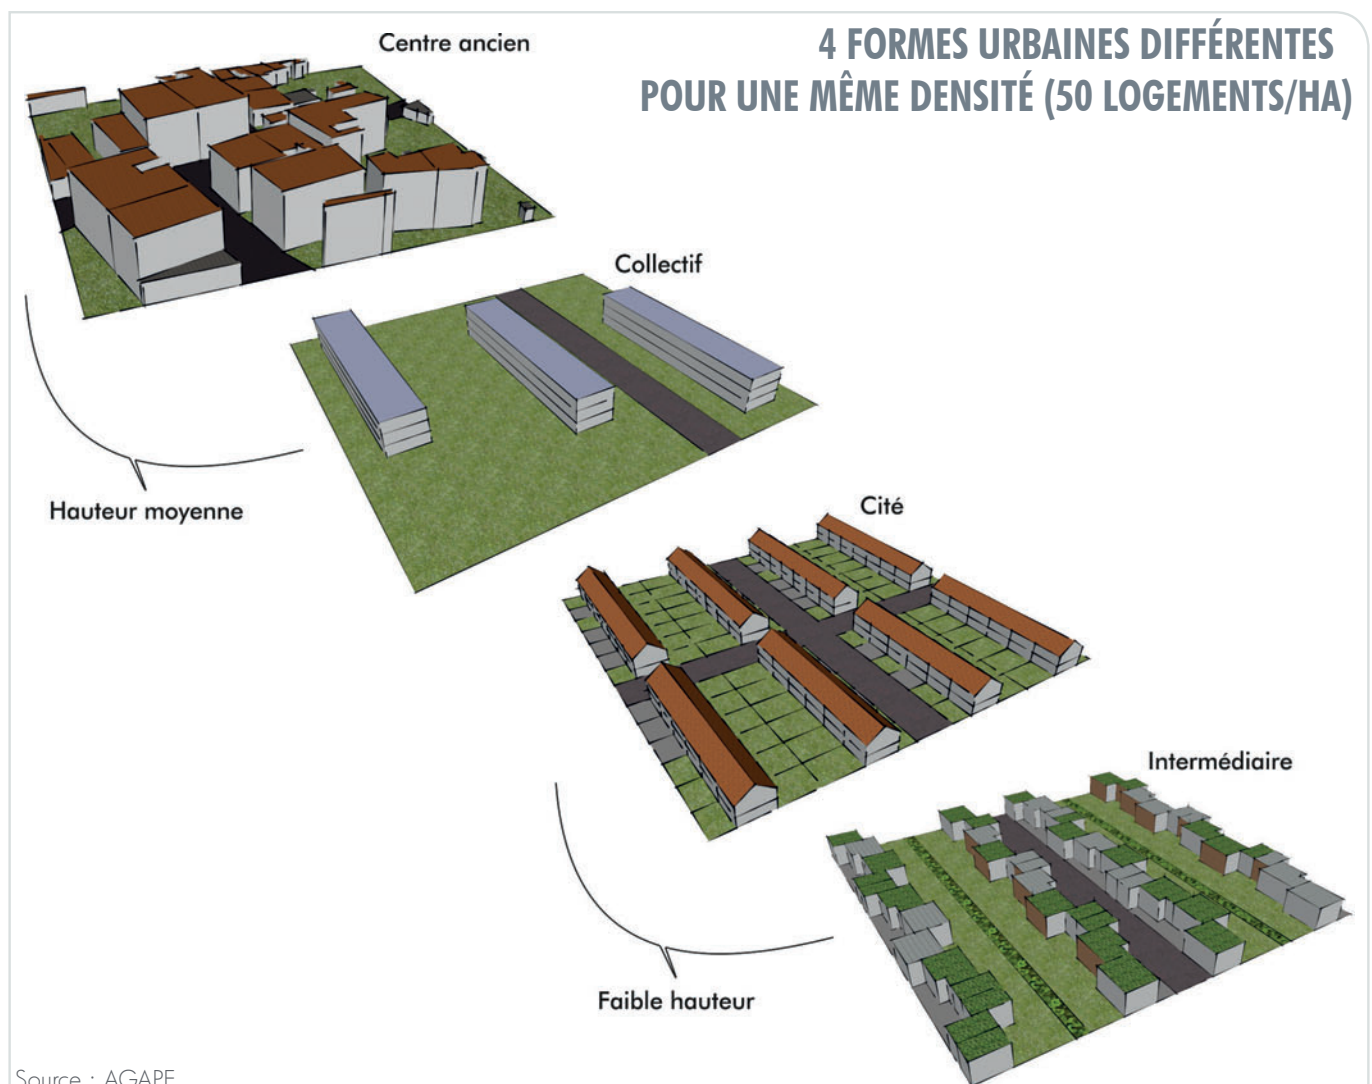 4 FORMES URBAINES DIFFÉRENTES
POUR UNE MÊME DENSITÉ (50 LOGEMENTS/HA)
Centre ancien
Collectif
Hauteur moyenne
Cité
Intermédiaire
Faible hauteur
Source : AGAPE